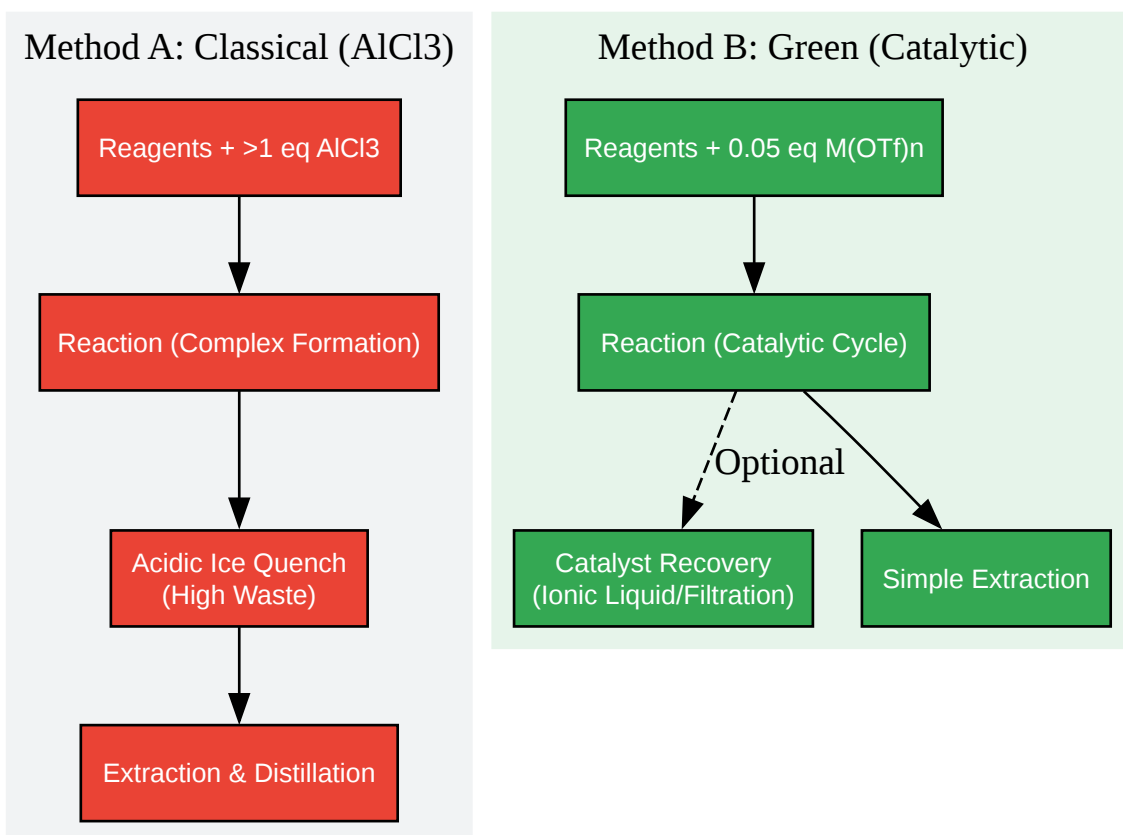 Method A: Classical (AlCl3)
Reagents + >1 eq AlCl3
Reaction (Complex Formation)
Acidic Ice Quench
(High Waste)
Extraction & Distillation
Method B: Green (Catalytic)
Reagents + 0.05 eq M(OTf)n
Reaction (Catalytic Cycle)
Optional
Catalyst Recovery
(Ionic Liquid/Filtration)
Simple Extraction